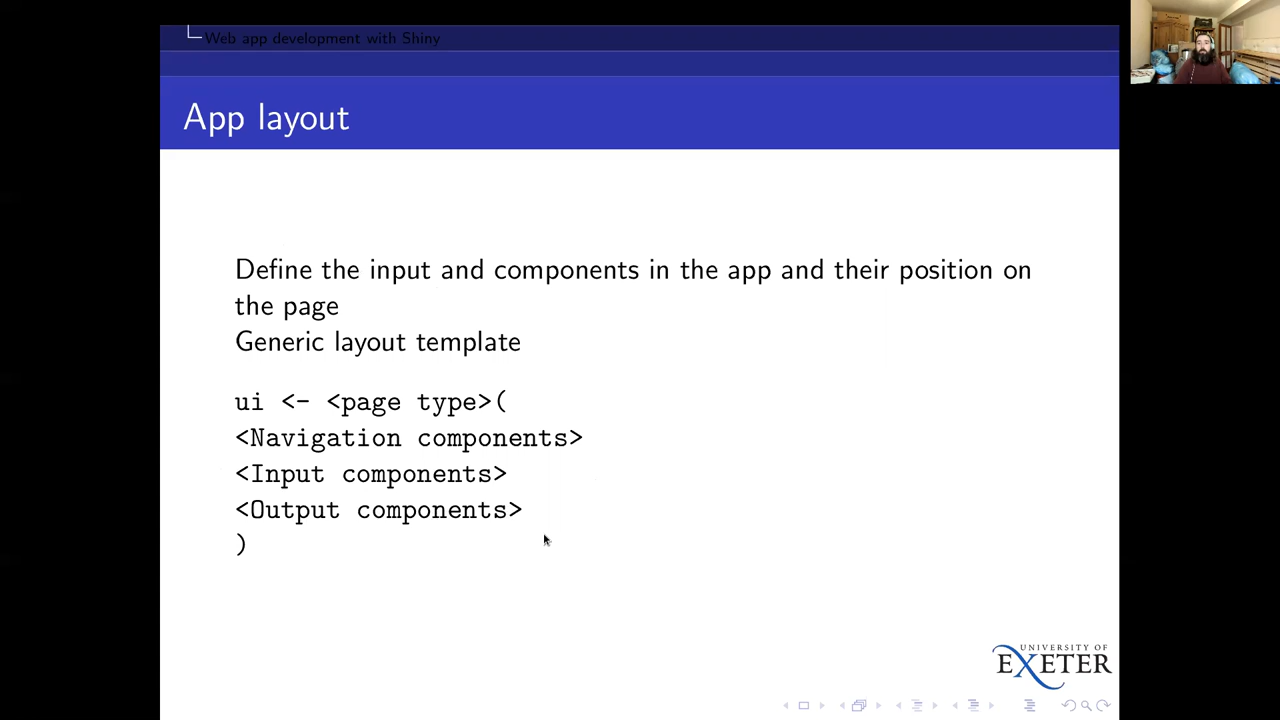 Web app development with Shiny
App layout
Define the input and components in the app and their position on
the page
Generic layout template
ui <- <page type>(
<Navigation components>
<Input components>
<Output components>
)
UNIVERSITY OF
EXETER